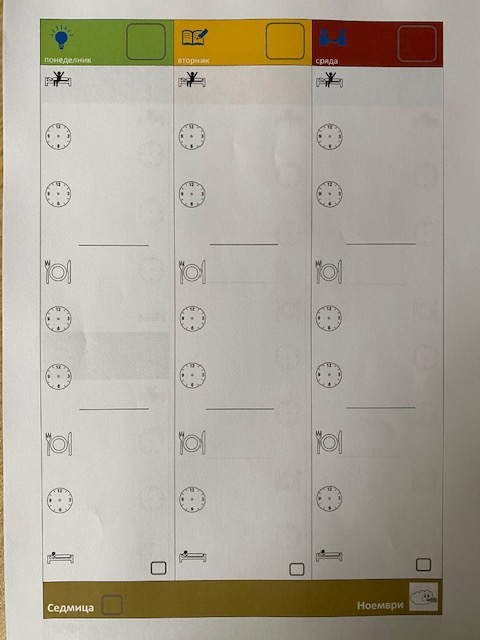 понеделник
вторник
сряда
Седмица
Ноември